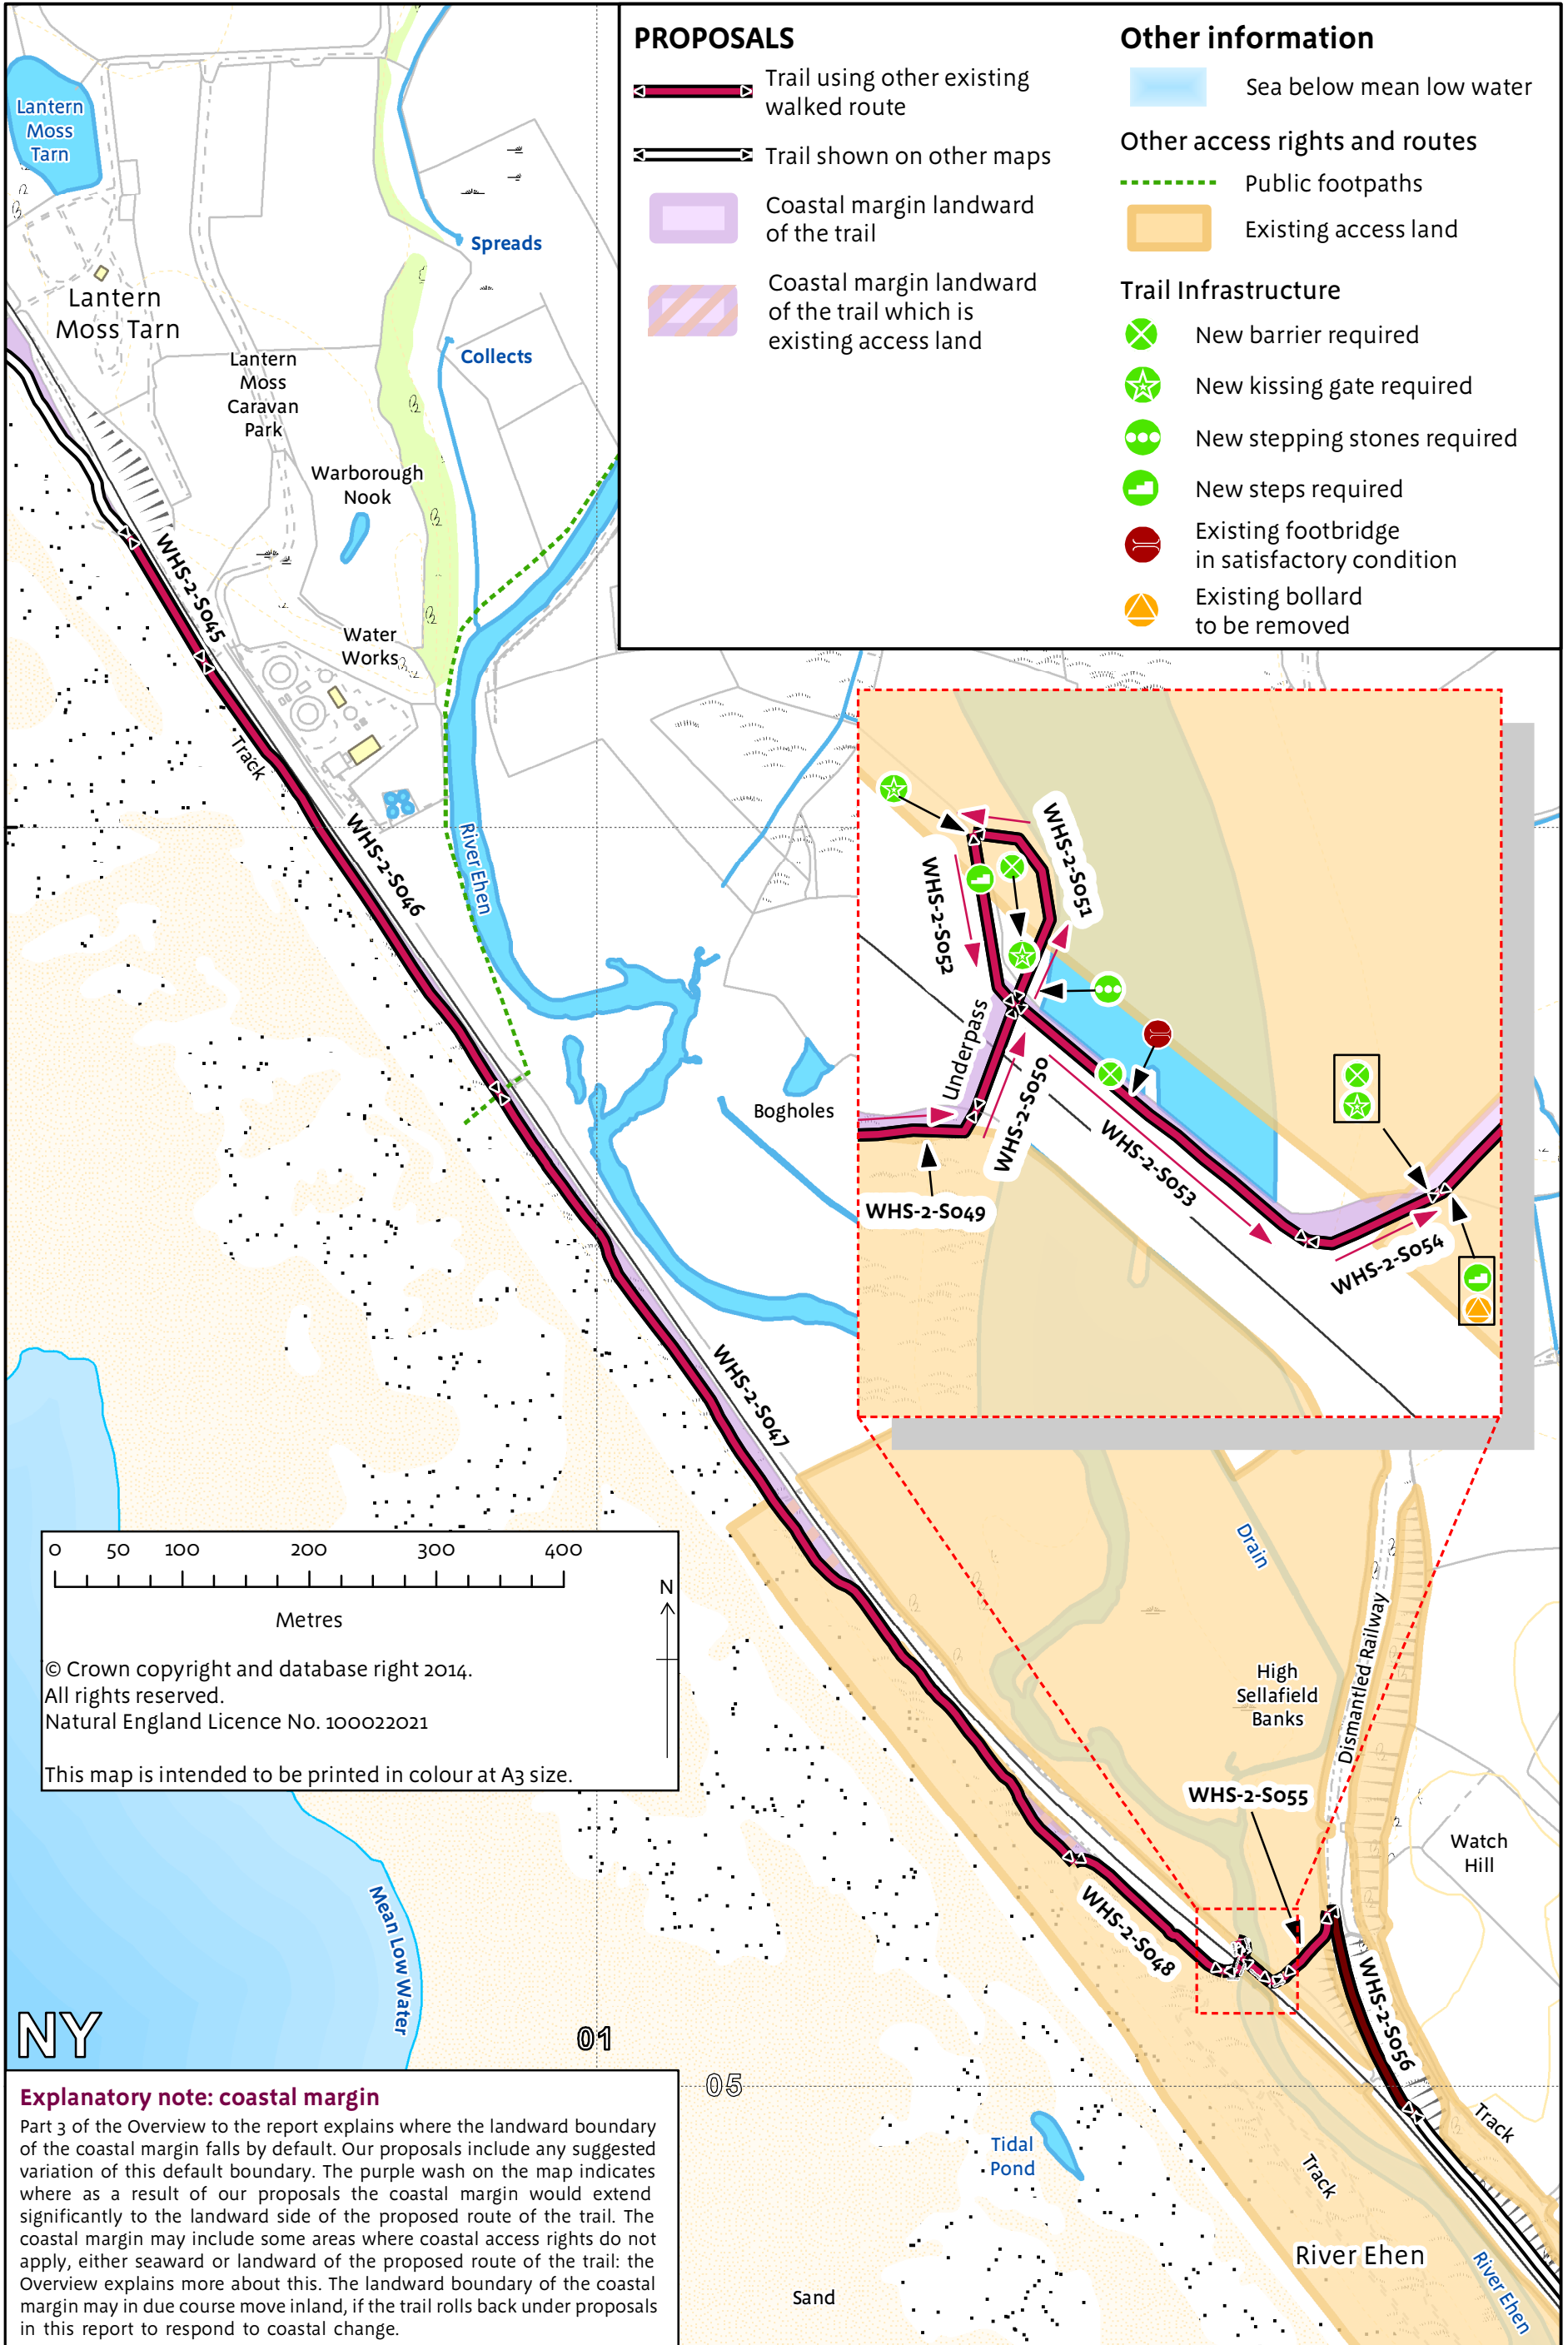 PROPOSALS
Trail using other existing
walked route
Trail shown on other maps
Coastal margin landward
of the trail
Coastal margin landward
of the trail which is
existing access land
Other information
Sea below mean low water
Other access rights and routes
Public footpaths
Existing access land
Trail Infrastructure
New barrier required
New kissing gate required
New stepping stones required
New steps required
Existing footbridge
in satisfactory condition
Existing bollard
to be removed
Lantern
Moss
Tarn
Spreads
Lantern
Moss Tarn
Collects
Lantern
Moss
Caravan
Park
Warborough
Nook
WHS-2-S045
Water
Works
Track
WHS-2-S046
River Ehen
Bogholes
WHS-2-S051
WHS-2-S052
Underpass
WHS-2-S050
WHS-2-S053
WHS-2-S049
WHS-2-S054
WHS-2-S047
Drain
Dismantled Railway
High
Sellafield
Banks
WHS-2-S055
Watch
Hill
WHS-2-S048
WHS-2-S056
0 50 100 200 300 400
Metres
N
© Crown copyright and database right 2014.
All rights reserved.
Natural England Licence No. 100022021
This map is intended to be printed in colour at A3 size.
Mean Low Water
NY
01
05
Tidal
Pond
Track
Track
River Ehen
River Ehen
Sand
Explanatory note: coastal margin
Part 3 of the Overview to the report explains where the landward boundary
of the coastal margin falls by default. Our proposals include any suggested
variation of this default boundary. The purple wash on the map indicates
where as a result of our proposals the coastal margin would extend
significantly to the landward side of the proposed route of the trail. The
coastal margin may include some areas where coastal access rights do not
apply, either seaward or landward of the proposed route of the trail: the
Overview explains more about this. The landward boundary of the coastal
margin may in due course move inland, if the trail rolls back under proposals
in this report to respond to coastal change.